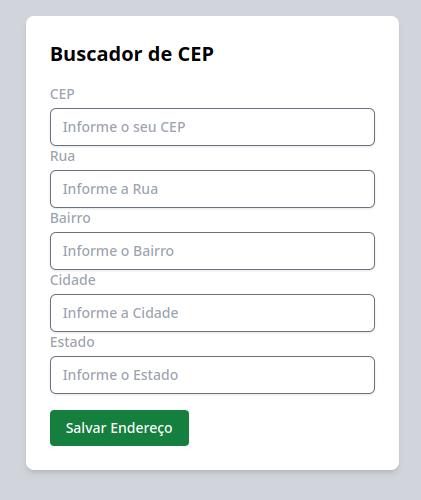 Buscador de CEP
CEP
Informe o seu CEP
Rua
Informe a Rua
Bairro
Informe o Bairro
Cidade
Informe a Cidade
Estado
Informe o Estado
Salvar Endereço